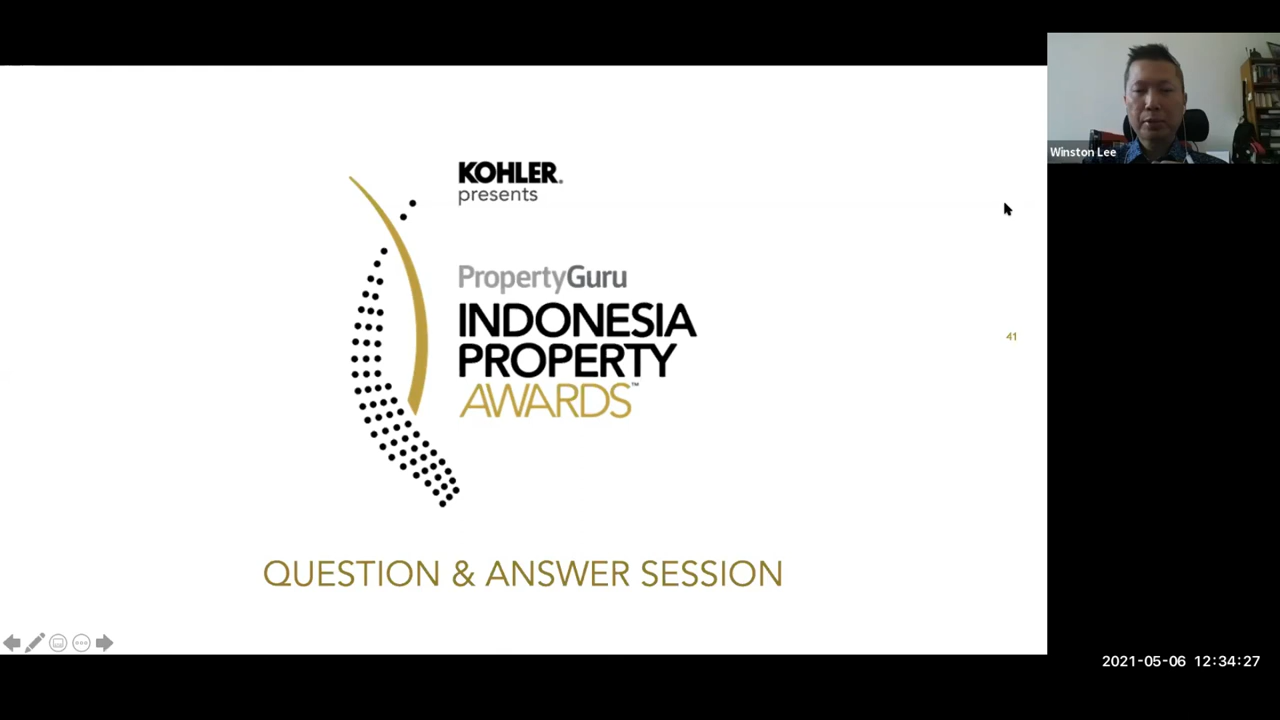 KOHLER.
presents
PropertyGuru
INDONESIA
PROPERTY
AWARDS™
41
QUESTION & ANSWER SESSION
Winston Lee
2021-05-06 12:34:27